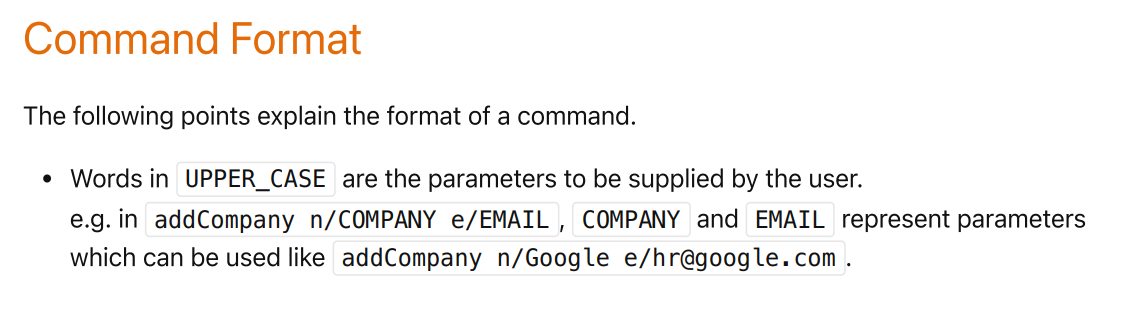 Command Format
The following points explain the format of a command.
• Words in UPPER_CASE are the parameters to be supplied by the user.
e.g. in addCompany n/COMPANY e/EMAIL, COMPANY and EMAIL represent parameters
which can be used like addCompany n/Google e/hr@google.com.